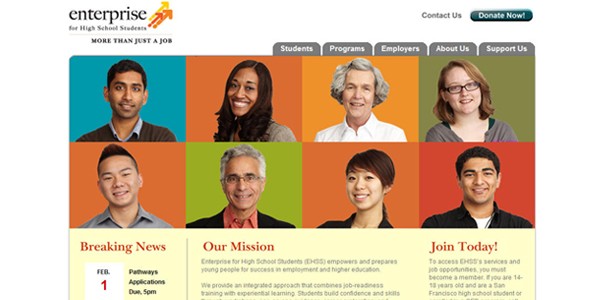 enterprise
for High School Students
MORE THAN JUST A JOB
Contact Us
Donate Now!
Students
Programs
Employers
About Us
Support Us
Breaking News
FEB.
1
Pathways
Applications
Due, 5pm
Our Mission
Enterprise for High School Students (EHSS) empowers and prepares
young people for success in employment and higher education.
We provide an integrated approach that combines job-readiness
training with experiential learning. Students build confidence and skills
Join Today!
To access EHSS's services and
job opportunities, you must
become a member. If you are 14-
18 years old and are a San
Francisco high school student or